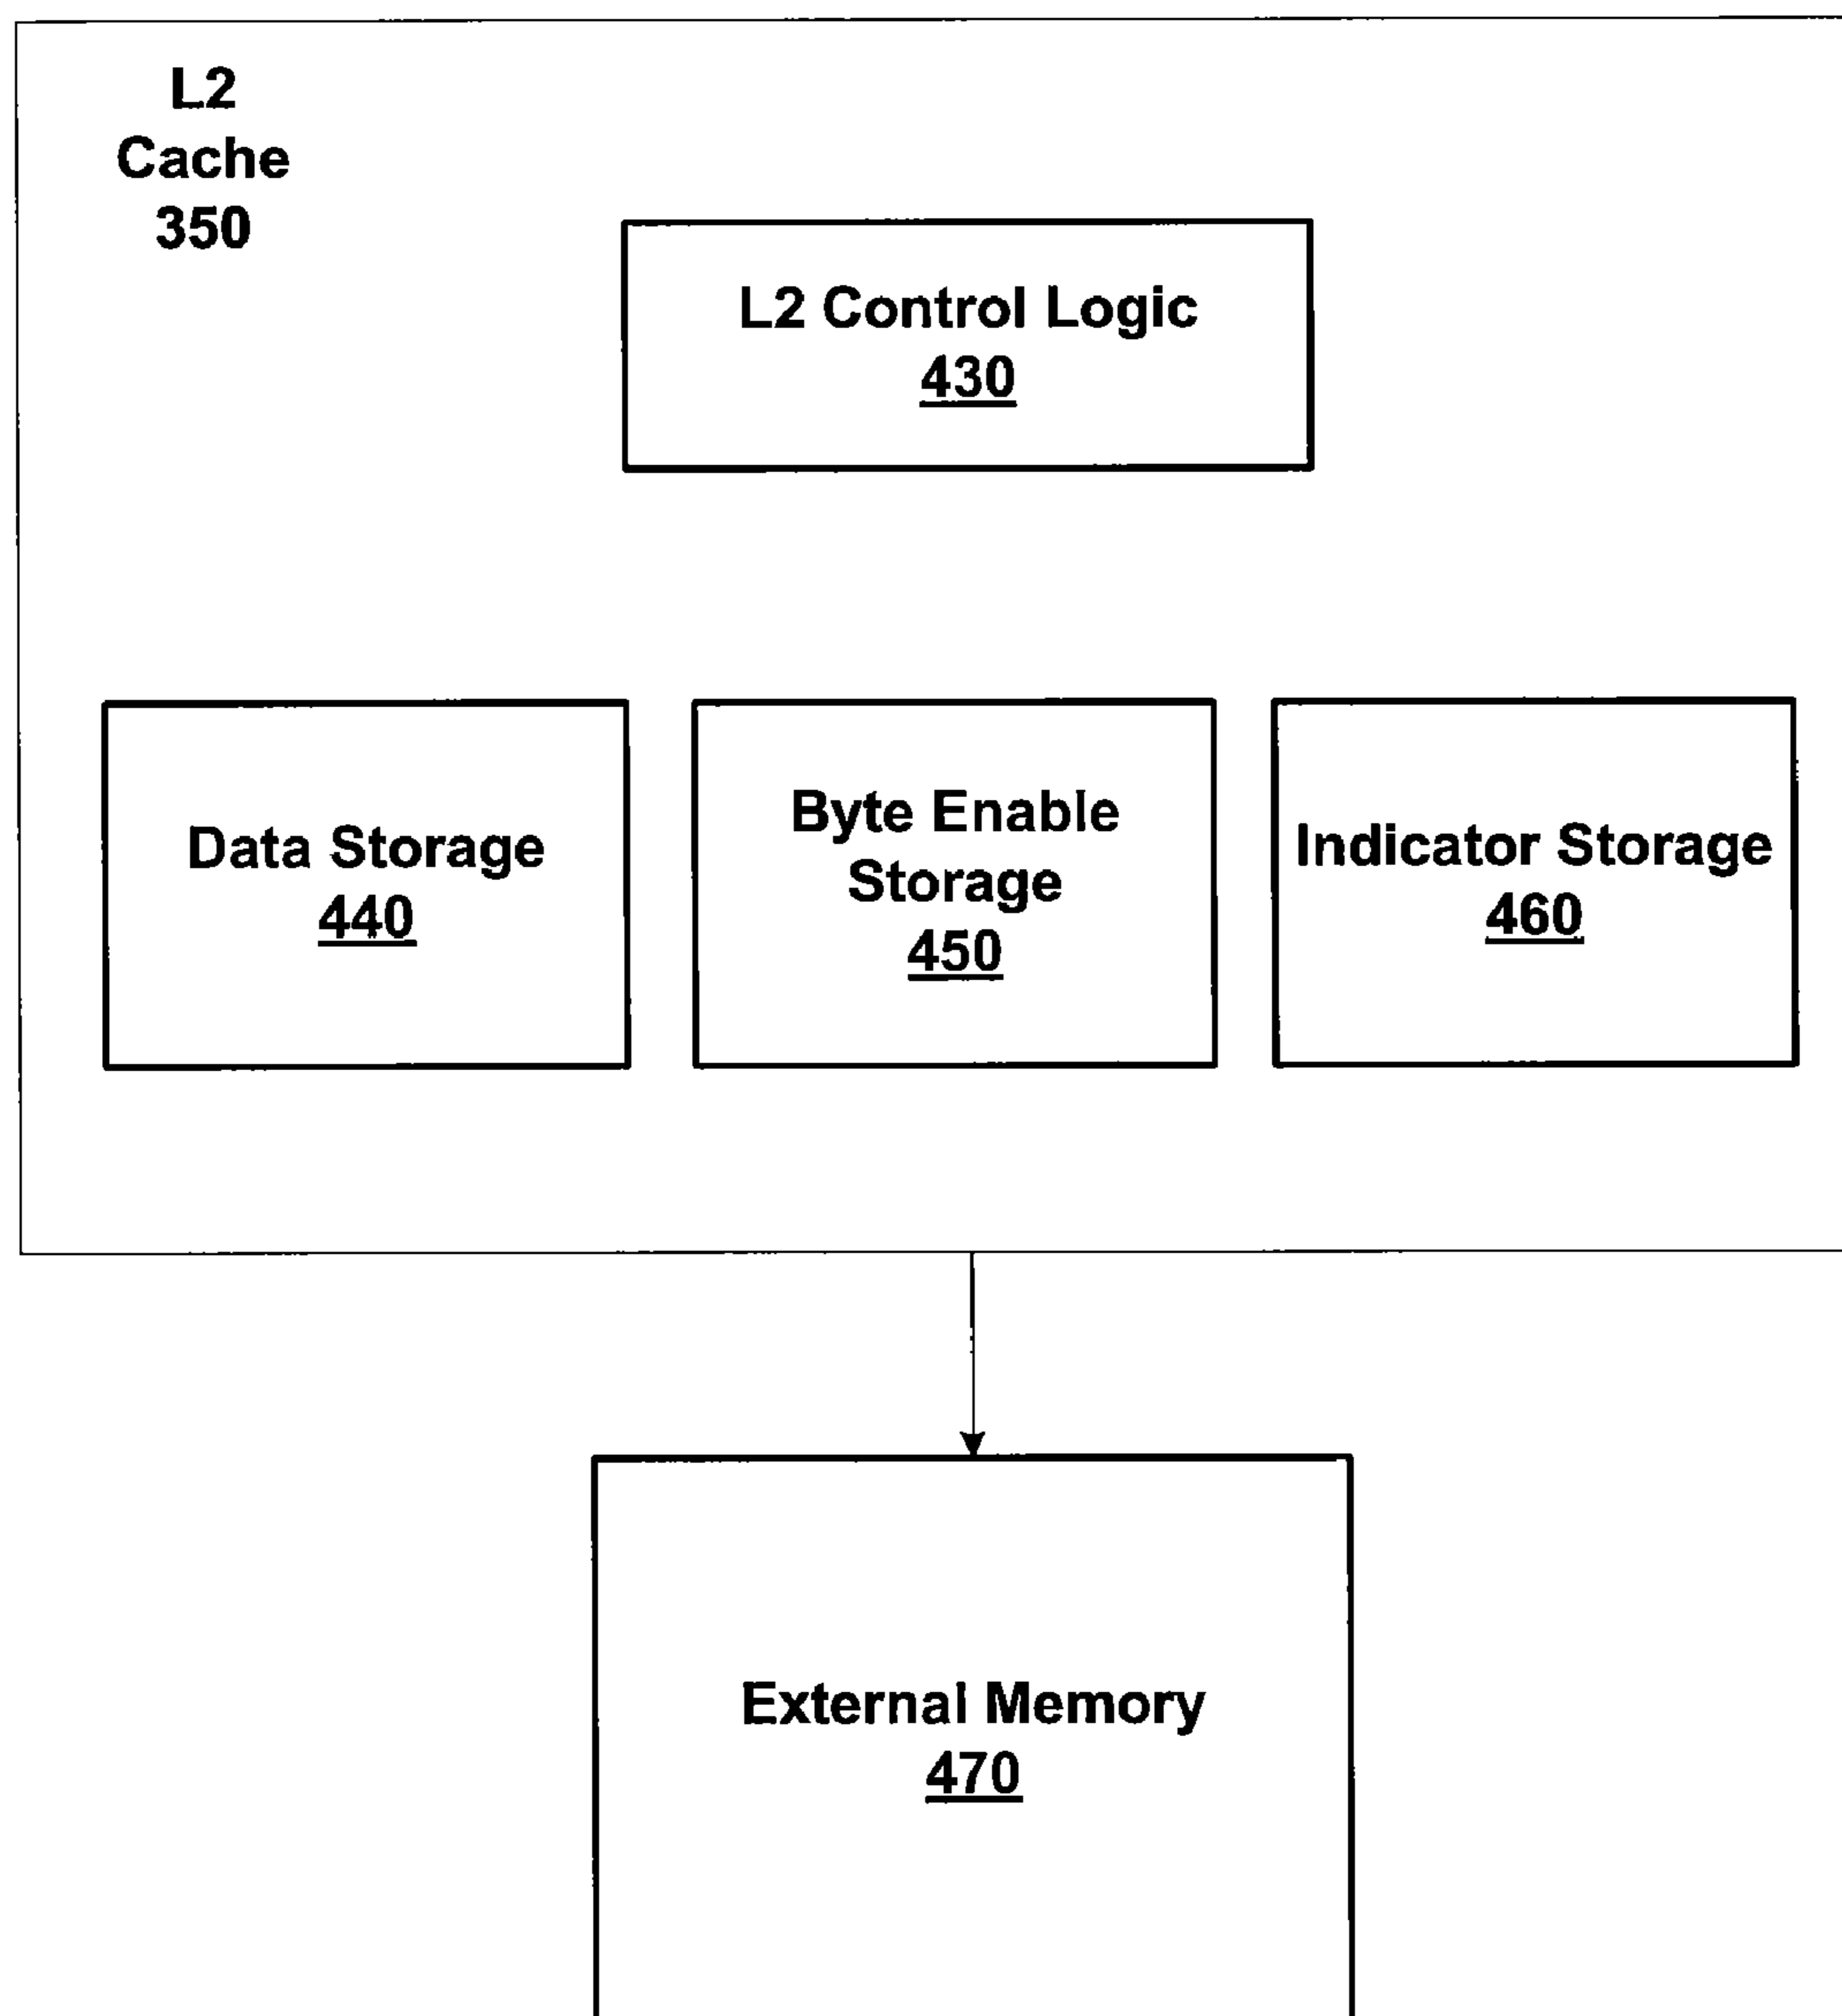 L2
Cache
350
L2 Control Logic
430
Data Storage
440
Byte Enable
Storage
450
Indicator Storage
460
External Memory
470